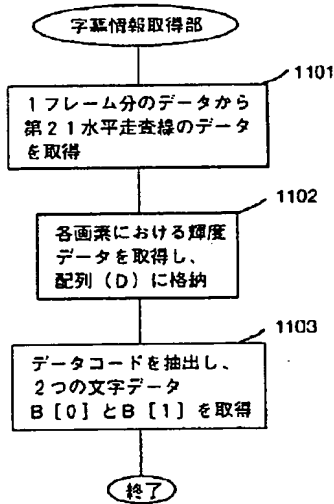 字幕情報取得部
1101
1フレーム分のデータから
第21水平走査線のデータ
を取得
1102
各画素における輝度
データを取得し、
配列(D)に格納
1103
データコードを抽出し、
2つの文字データ
B[0]とB[1]を取得
終了